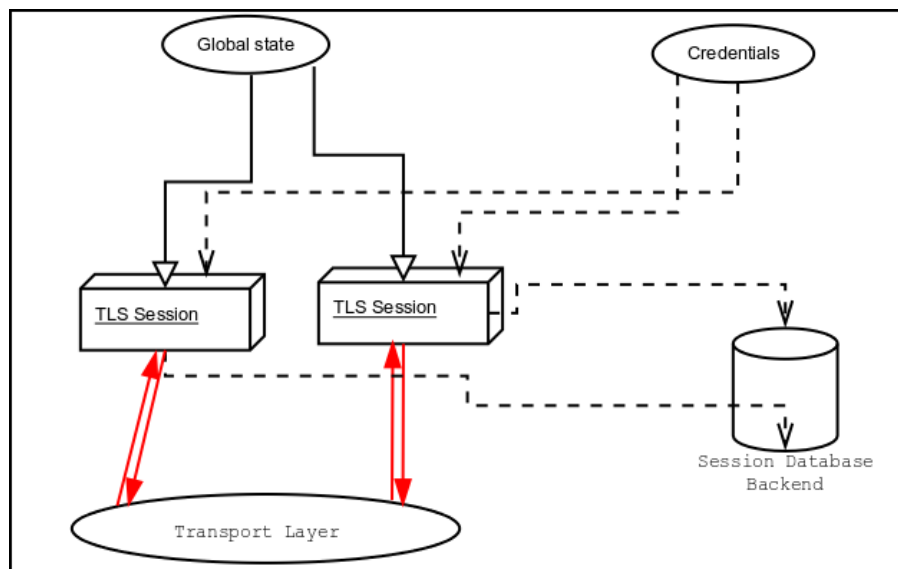 Global state
Credentials
TLS Session
TLS Session
Session Database
Backend
Transport Layer